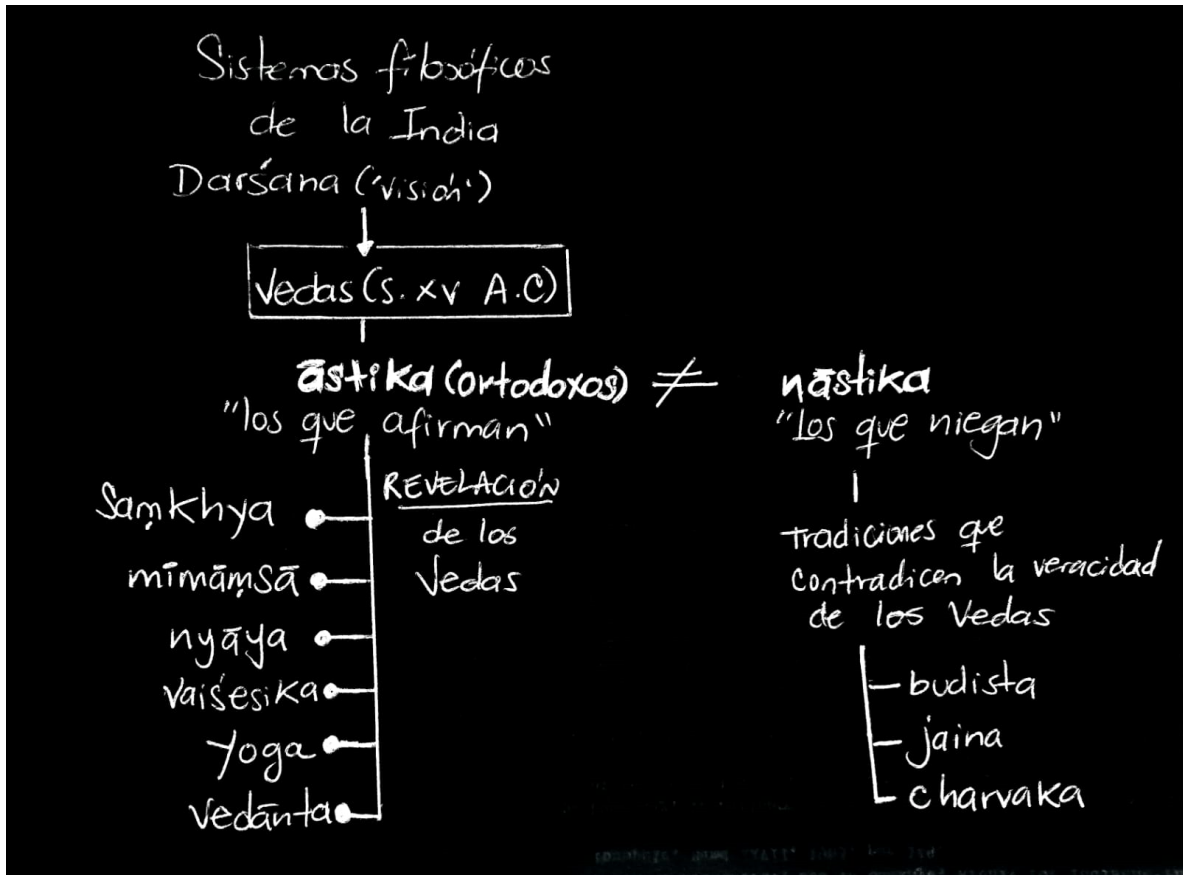 Sistemas filosóficos
de la India
Darśana ('visión')
Vedas (s. XV A.C)
āstika (ortodoxos) ≠ nāstika
"los que afirman"
"Los que niegan"
REVELACIÓN
de los
Vedas
Saṃkhya
mīmāṃsā
nyāya
vaiśesika
yoga
vedānta
tradiciones que
contradicen la veracidad
de los Vedas
budista
jaina
charvaka